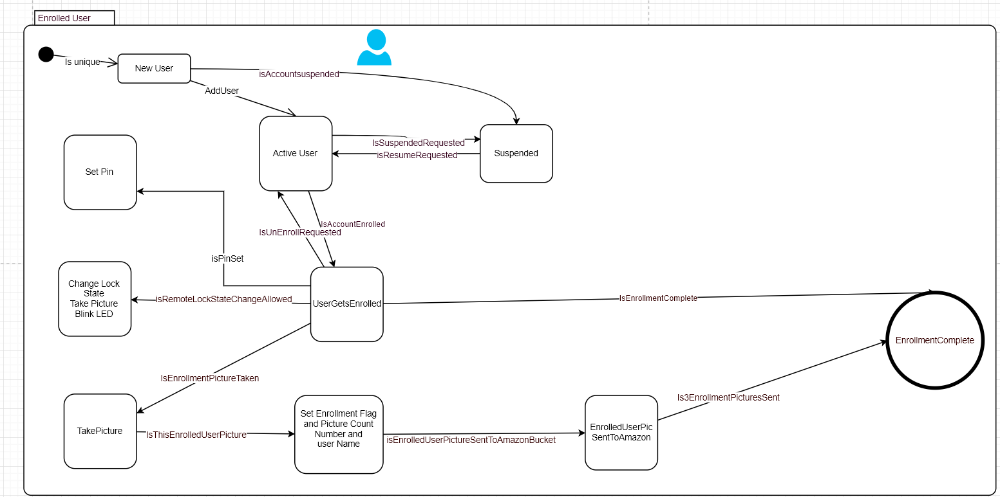 Enrolled User
Is unique
New User
isAccountsuspended
AddUser
Active User
IsSuspendedRequested
isResumeRequested
Suspended
Set Pin
IsAccountEnrolled
IsUnEnrollRequested
isPinSet
Change Lock
State
Take Picture
Blink LED
isRemoteLockStateChangeAllowed
UserGetsEnrolled
IsEnrollmentComplete
EnrollmentComplete
IsEnrollmentPictureTaken
Is3EnrollmentPicturesSent
TakePicture
IsThisEnrolledUserPicture
Set Enrollment Flag
and Picture Count
Number and
user Name
isEnrolledUserPictureSentToAmazonBucket
EnrolledUserPic
SentToAmazon